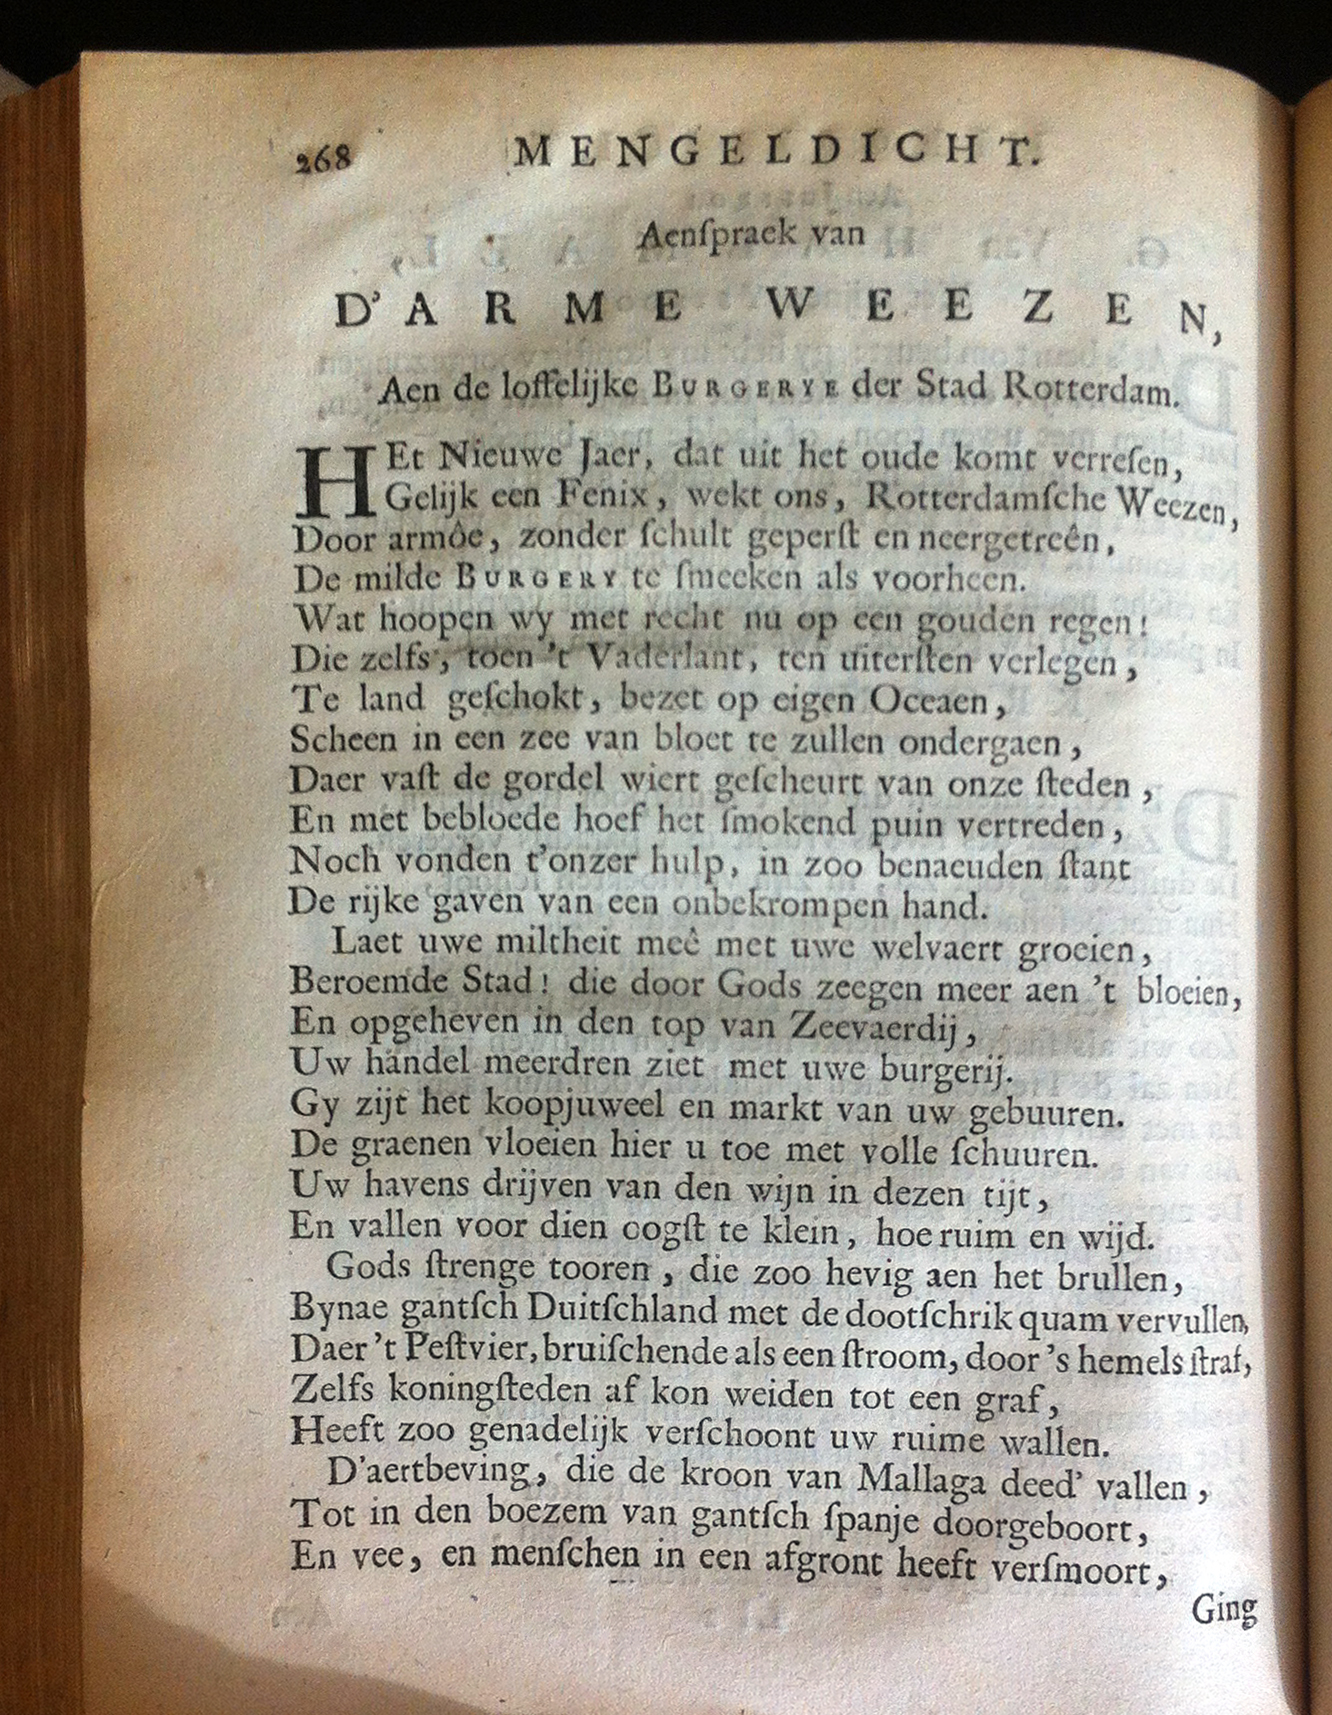 268 MENGELDICHT.
Aenſpraek van
D'ARME WEEZEN,
Aen de loffelijke BURGERYE der Stad Rotterdam.
HEt Nieuwe Jaer, dat uit het oude komt verreſen,
Gelijk een Fenix, wekt ons, Rotterdamſche Weezen,
Door armôe, zonder ſchult geperſt en neergetreên,
De milde BURGERY te ſmeeken als voorheen.
Wat hoopen wy met recht nu op een gouden regen!
Die zelfs, toen 't Vaderlant, ten uiterſten verlegen,
Te land geſchokt, bezet op eigen Oceaen,
Scheen in een zee van bloet te zullen ondergaen,
Daer vaſt de gordel wiert geſcheurt van onze ſteden,
En met bebloede hoef het ſmokend puin vertreden,
Noch vonden t'onzer hulp, in zoo benaeuden ſtant
De rijke gaven van een onbekrompen hand.
Laet uwe miltheit meê met uwe welvaert groeien,
Beroemde Stad! die door Gods zeegen meer aen 't bloeien,
En opgeheven in den top van Zeevaerdij,
Uw handel meerdren ziet met uwe burgerij.
Gy zijt het koopjuweel en markt van uw gebuuren.
De graenen vloeien hier u toe met volle ſchuuren.
Uw havens drijven van den wijn in dezen tijt,
En vallen voor dien oogſt te klein, hoe ruim en wijd.
Gods ſtrenge tooren, die zoo hevig aen het brullen,
Bynae gantſch Duitſchland met de dootſchrik quam vervullen,
Daer 't Peſtvier, bruiſchende als een ſtroom, door 's hemels ſtraf,
Zelfs koningſteden af kon weiden tot een graf,
Heeft zoo genadelijk verſchoont uw ruime wallen.
D'aertbeving, die de kroon van Mallaga deed' vallen,
Tot in den boezem van gantſch ſpanje doorgeboort,
En vee, en menſchen in een afgront heeft verſmoort,
Ging